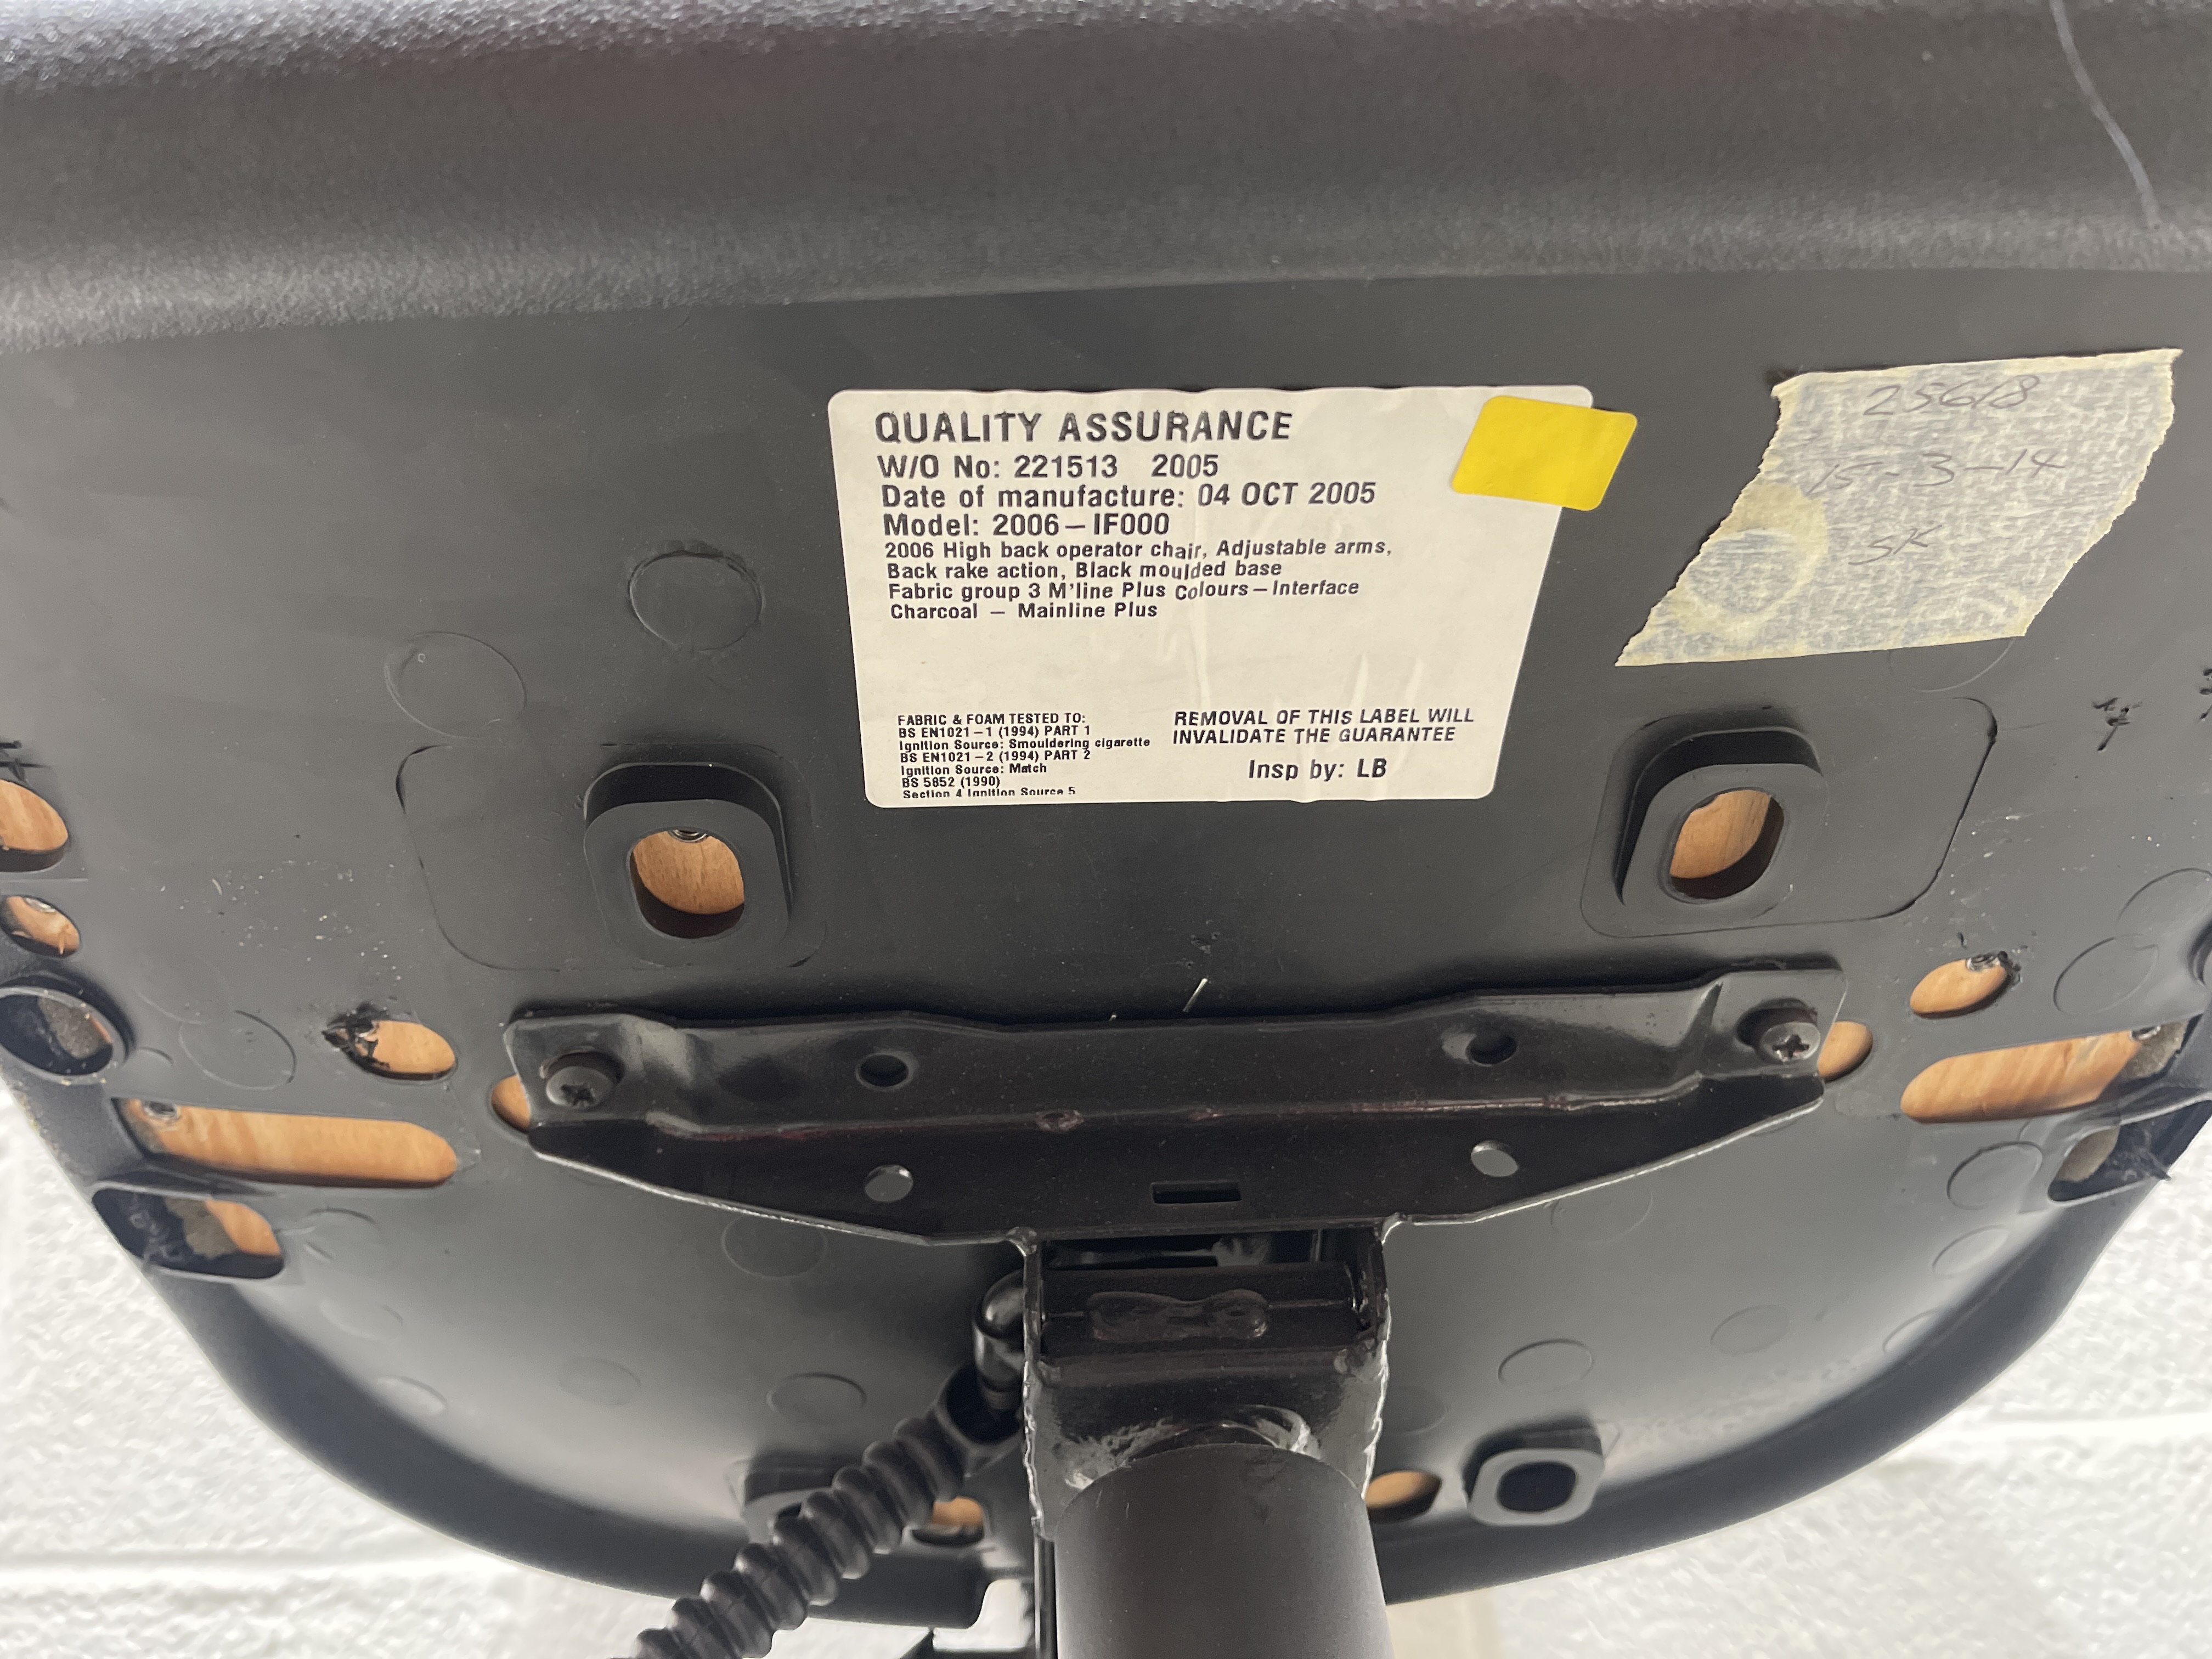 QUALITY ASSURANCE
W/O No: 221513 2005
Date of manufacture: 04 OCT 2005
Model: 2006-IF000
2006 High back operator chair, Adjustable arms,
Back rake action, Black moulded base
Fabric group 3 M'line Plus Colours-Interface
Charcoal - Mainline Plus
FABRIC & FOAM TESTED TO:
BS EN1021-1 (1994) PART 1
Ignition Source: Smouldering cigarette
BS EN1021-2 (1994) PART 2
Ignition Source: Match
BS 5852 (1990)
Section 4 Ignition Source 5
REMOVAL OF THIS LABEL WILL
INVALIDATE THE GUARANTEE
Insp by: LB
15-3-14
SK